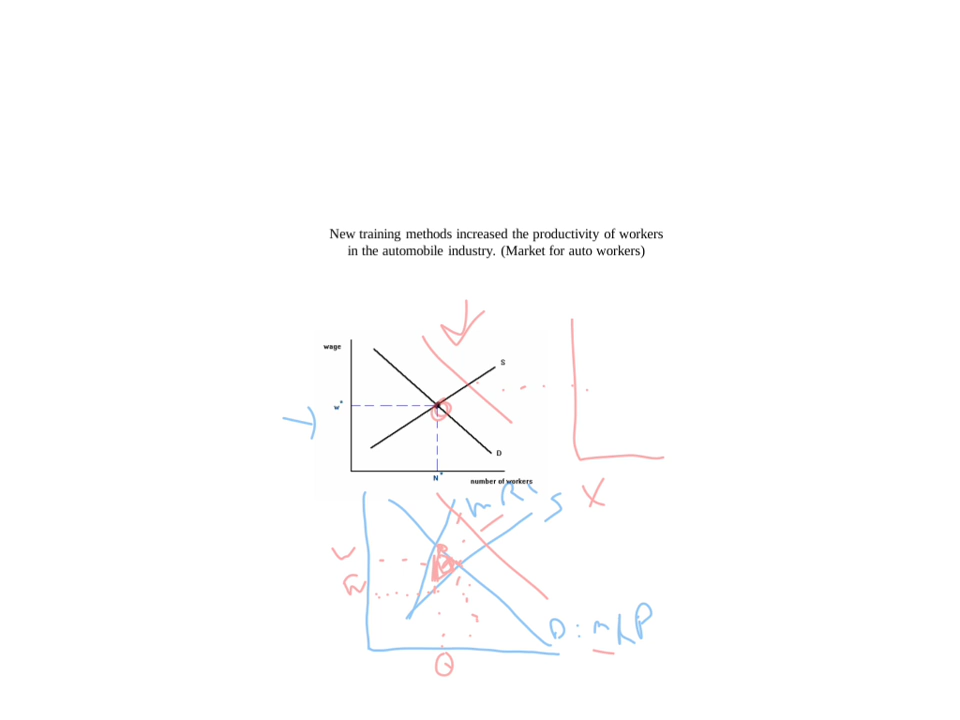 New training methods increased the productivity of workers
in the automobile industry. (Market for auto workers)
wage
S
w*
D
N*
number of workers
S
D: MRP
Q